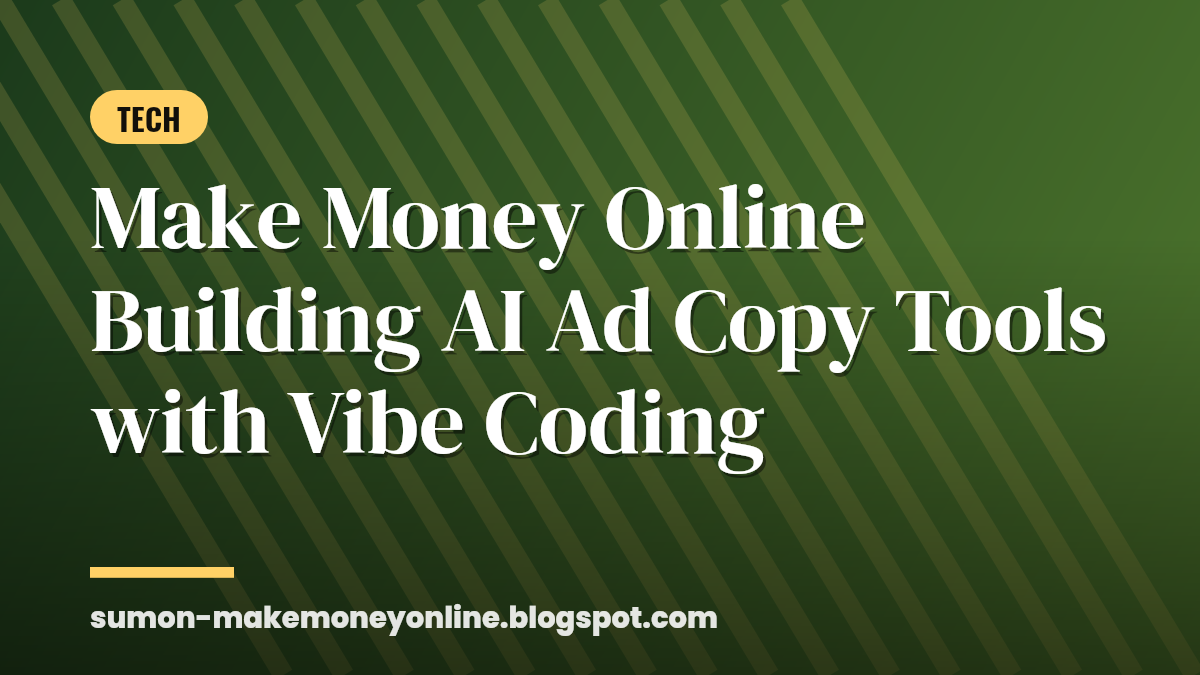 TECH
Make Money Online
Building AI Ad Copy Tools
with Vibe Coding
sumon-makemoneyonline.blogspot.com